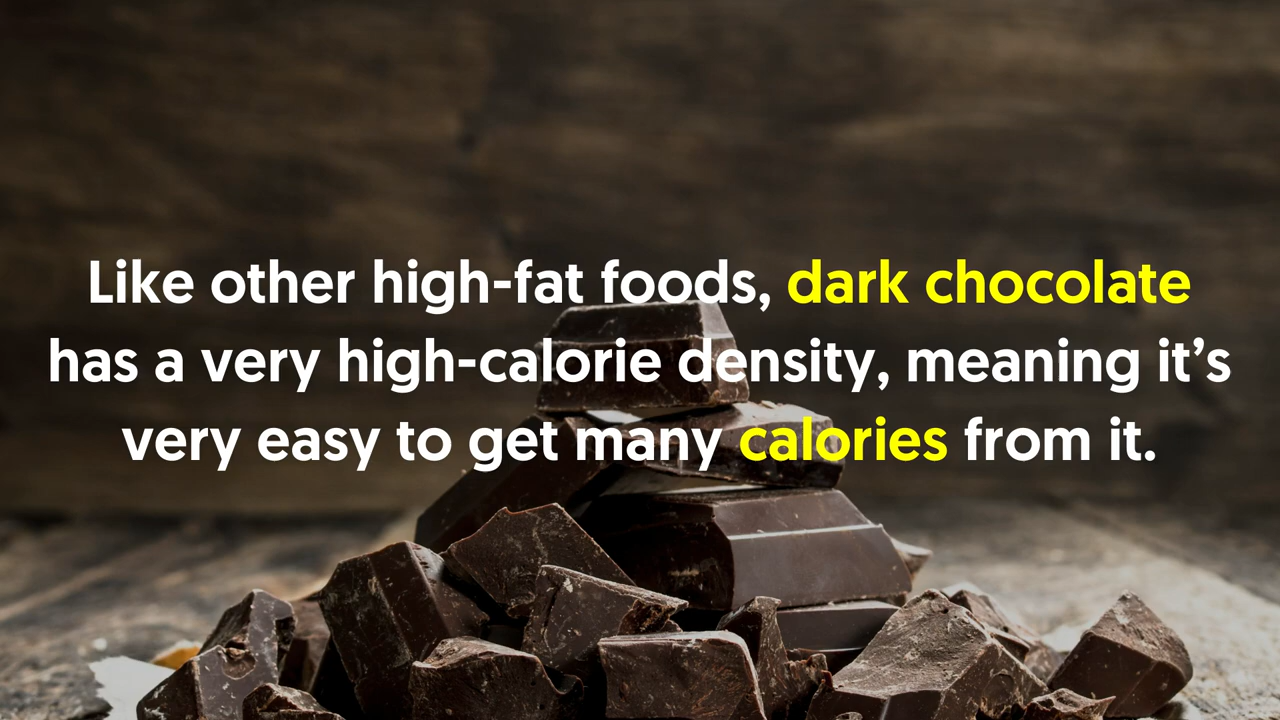 Like other high-fat foods, dark chocolate
has a very high-calorie density, meaning it’s
very easy to get many calories from it.